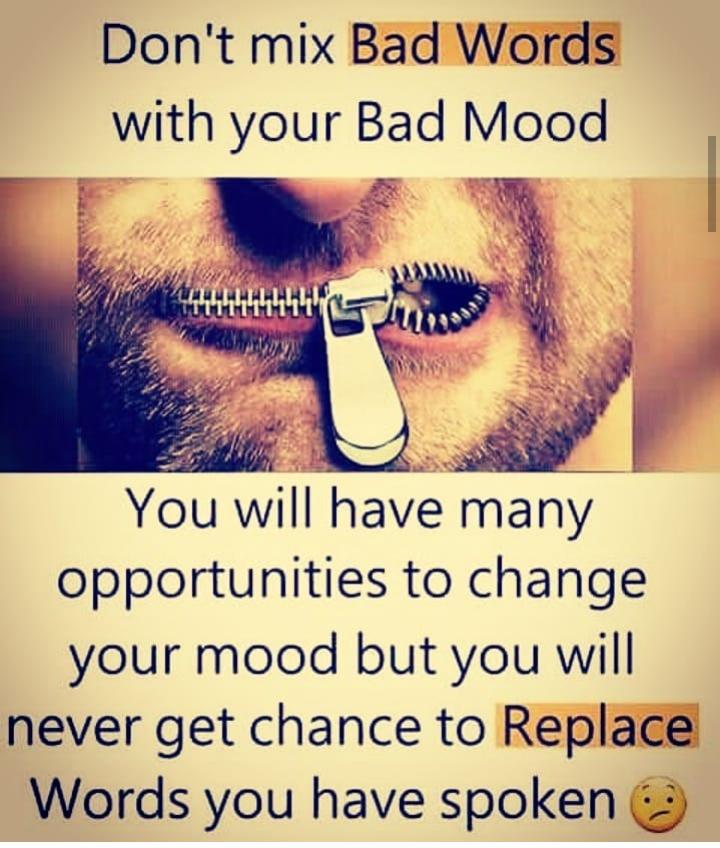 Don't mix Bad Words
with your Bad Mood
You will have many
opportunities to change
your mood but you will
never get chance to Replace
Words you have spoken 😕